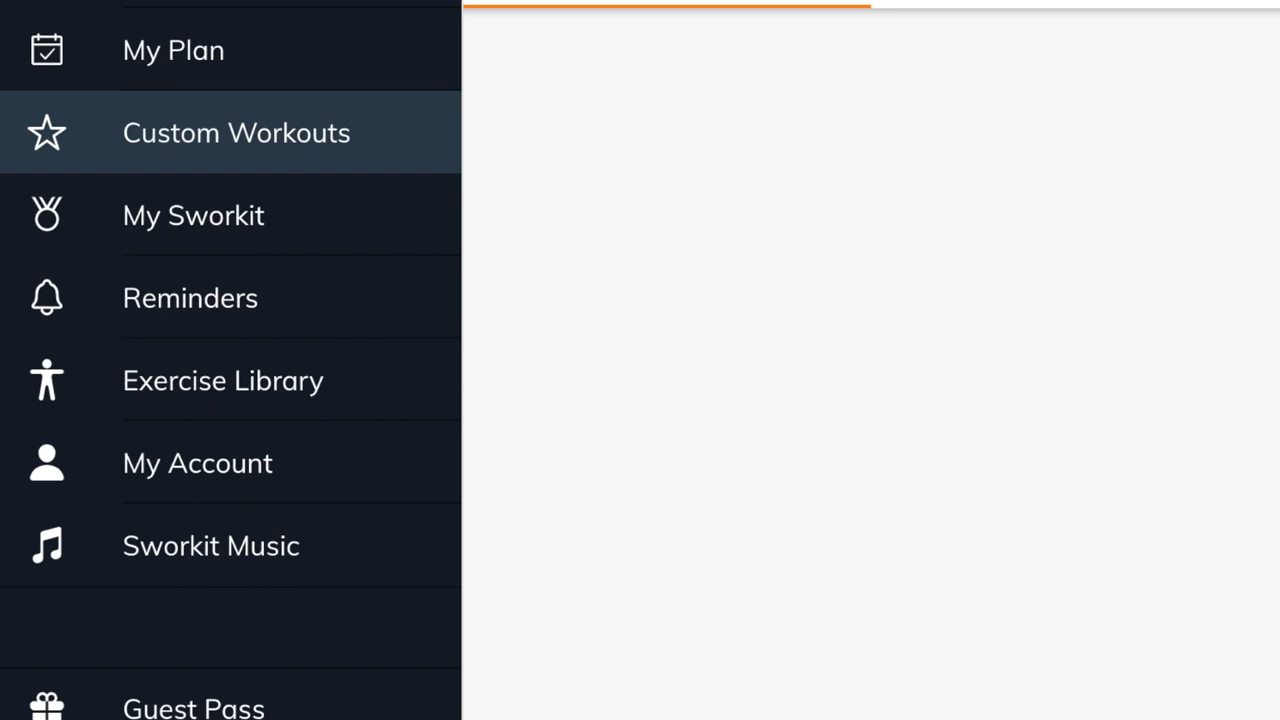 My Plan
Custom Workouts
My Sworkit
Reminders
Exercise Library
My Account
Sworkit Music
Guest Pass